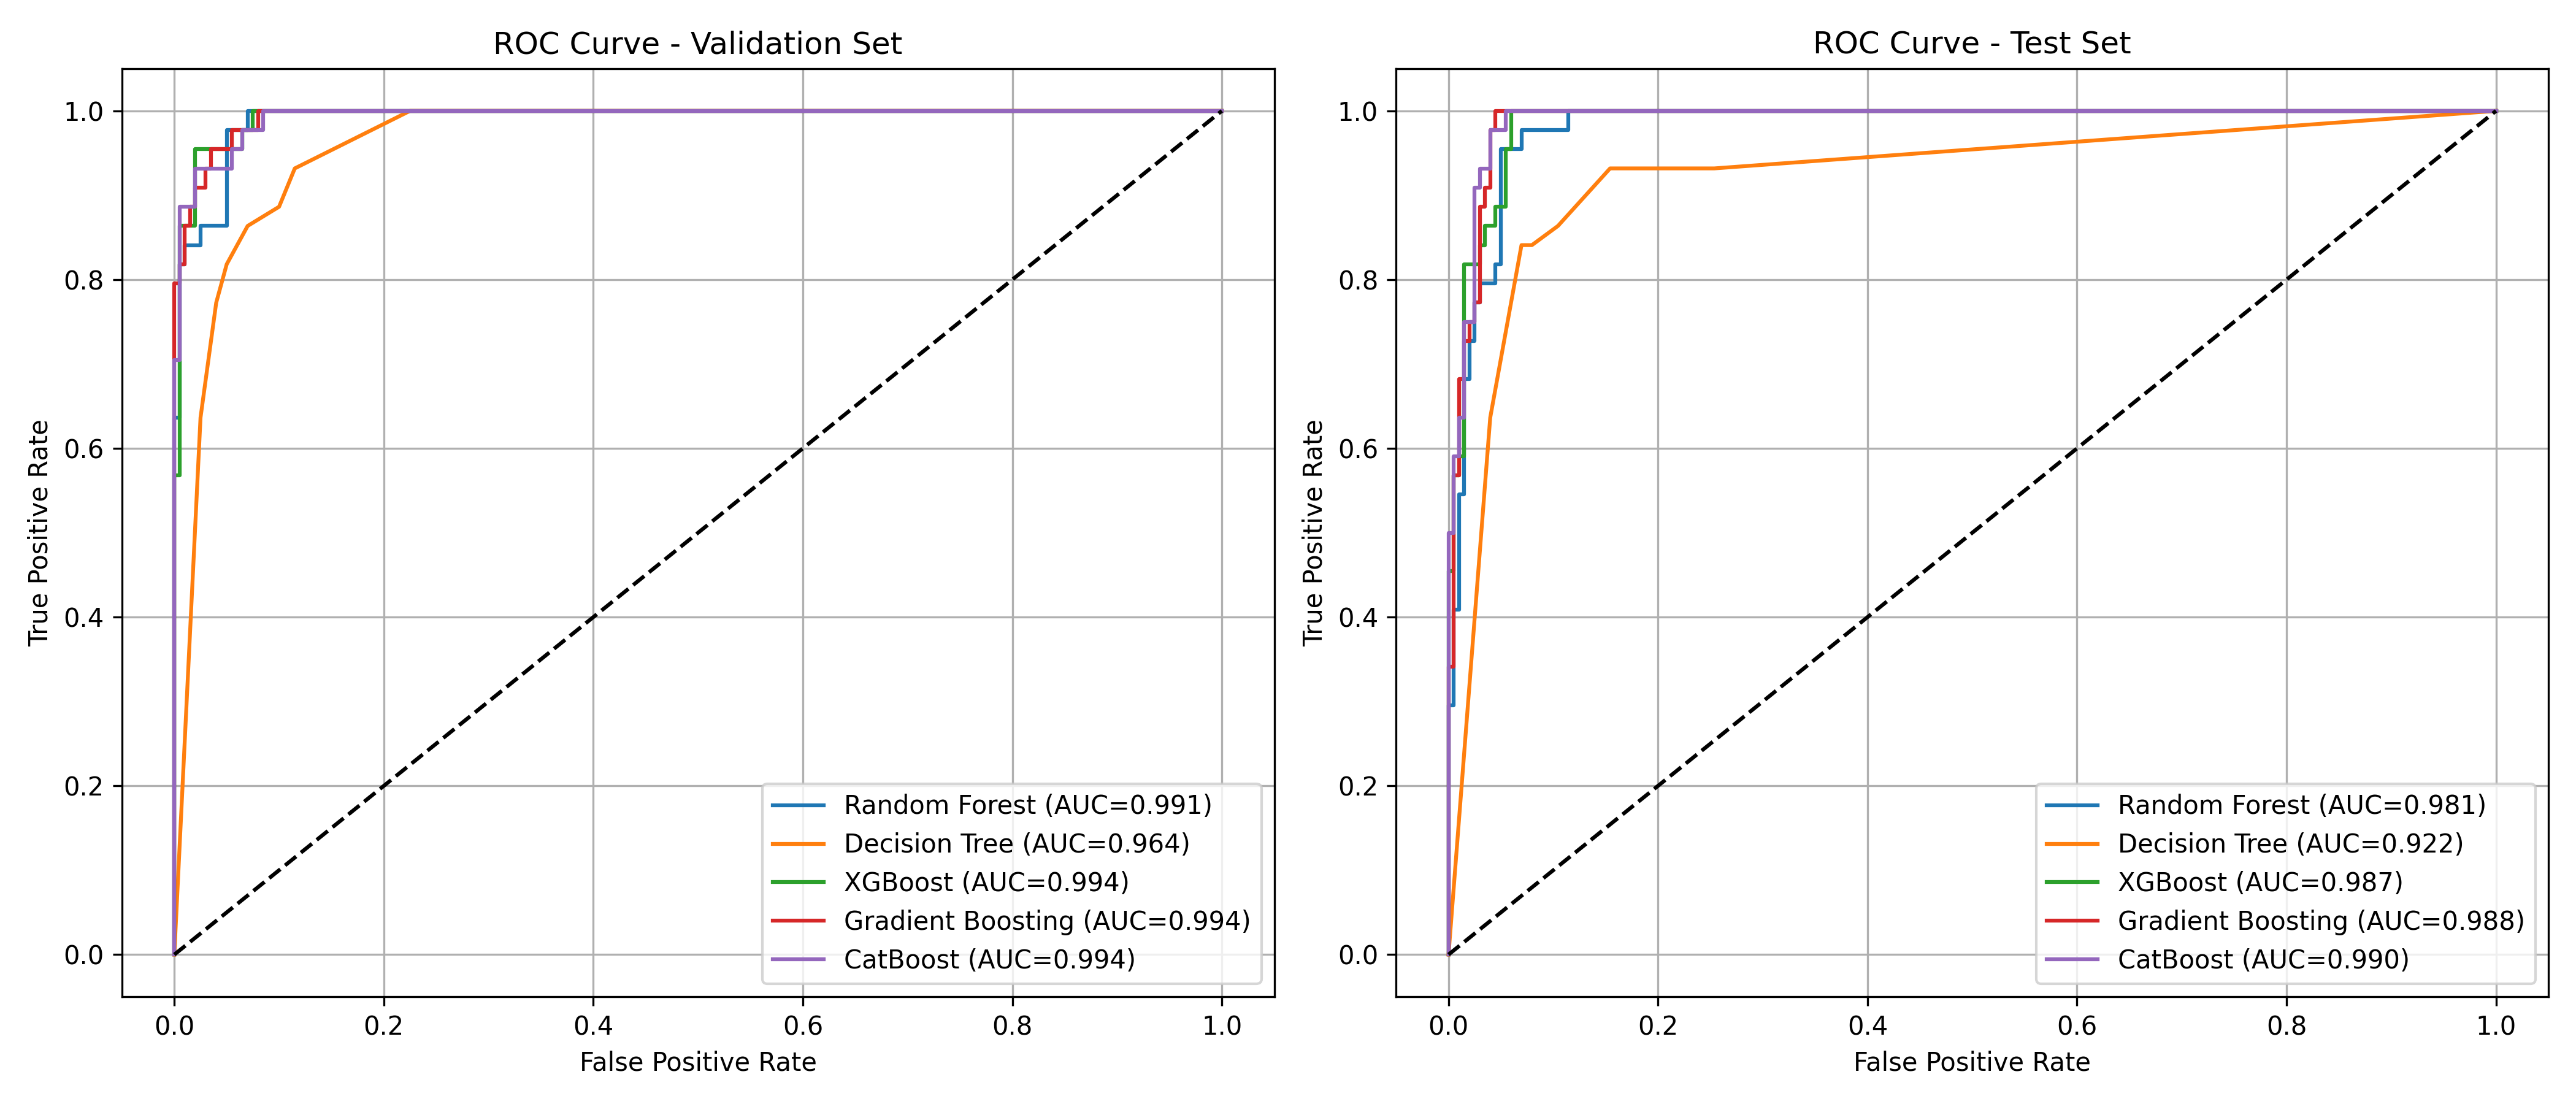 ROC Curve - Validation Set
True Positive Rate
1.0
0.8
0.6
0.4
0.2
0.0
Random Forest (AUC=0.991)
Decision Tree (AUC=0.964)
XGBoost (AUC=0.994)
Gradient Boosting (AUC=0.994)
CatBoost (AUC=0.994)
0.0 0.2 0.4 0.6 0.8 1.0
False Positive Rate
ROC Curve - Test Set
True Positive Rate
1.0
0.8
0.6
0.4
0.2
0.0
Random Forest (AUC=0.981)
Decision Tree (AUC=0.922)
XGBoost (AUC=0.987)
Gradient Boosting (AUC=0.988)
CatBoost (AUC=0.990)
0.0 0.2 0.4 0.6 0.8 1.0
False Positive Rate